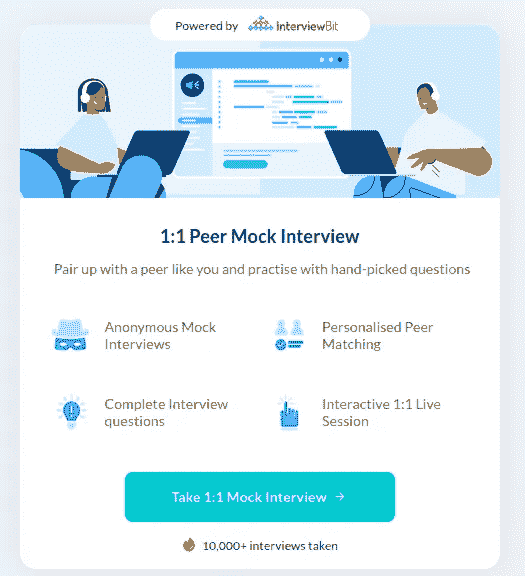 Powered by InterviewBit
1:1 Peer Mock Interview
Pair up with a peer like you and practise with hand-picked questions
Anonymous Mock
Interviews
Personalised Peer
Matching
Complete Interview
questions
Interactive 1:1 Live
Session
Take 1:1 Mock Interview →
10,000+ interviews taken